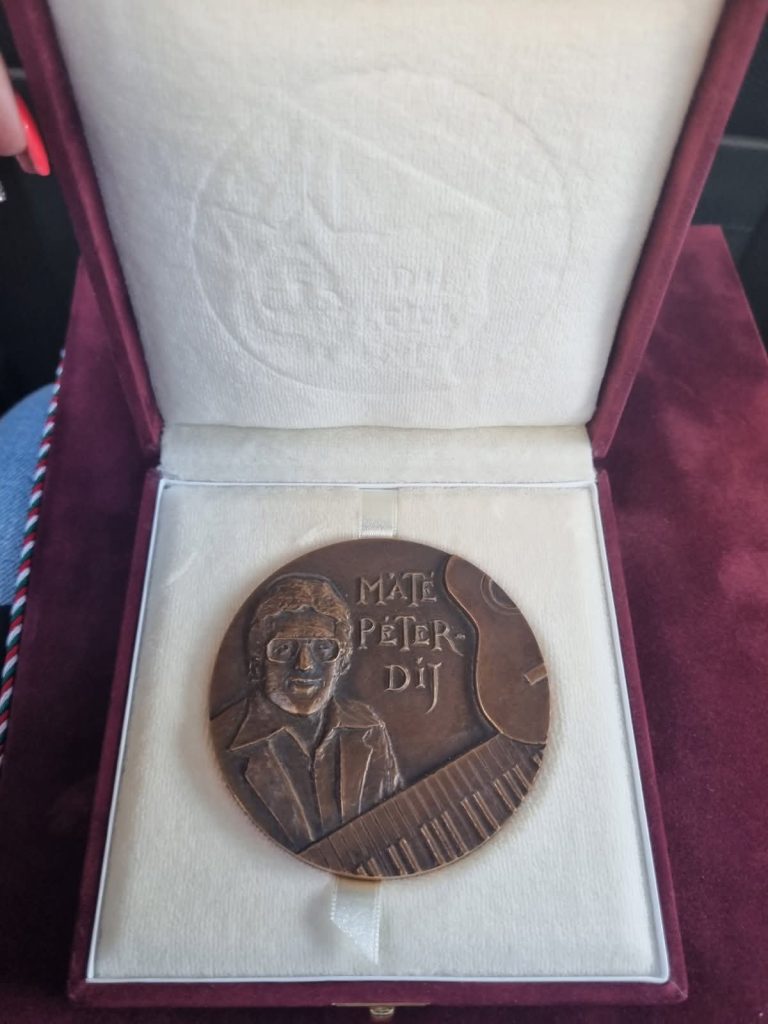 MÁTÉ
PÉTER-
DÍJ